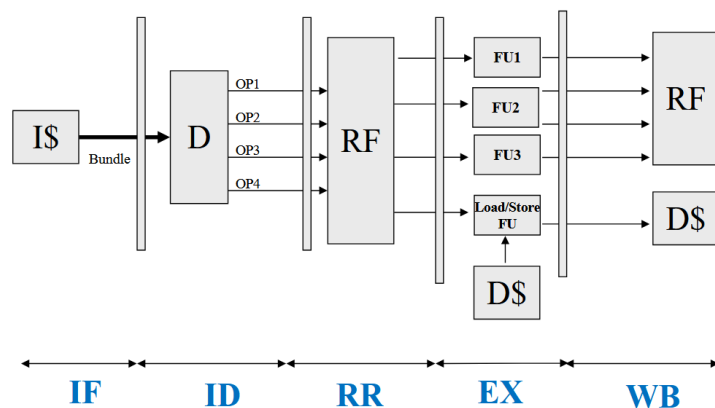 I$
Bundle
D
OP1
OP2
OP3
OP4
RF
FU1
FU2
FU3
Load/Store
FU
D$
RF
D$
IF
ID
RR
EX
WB